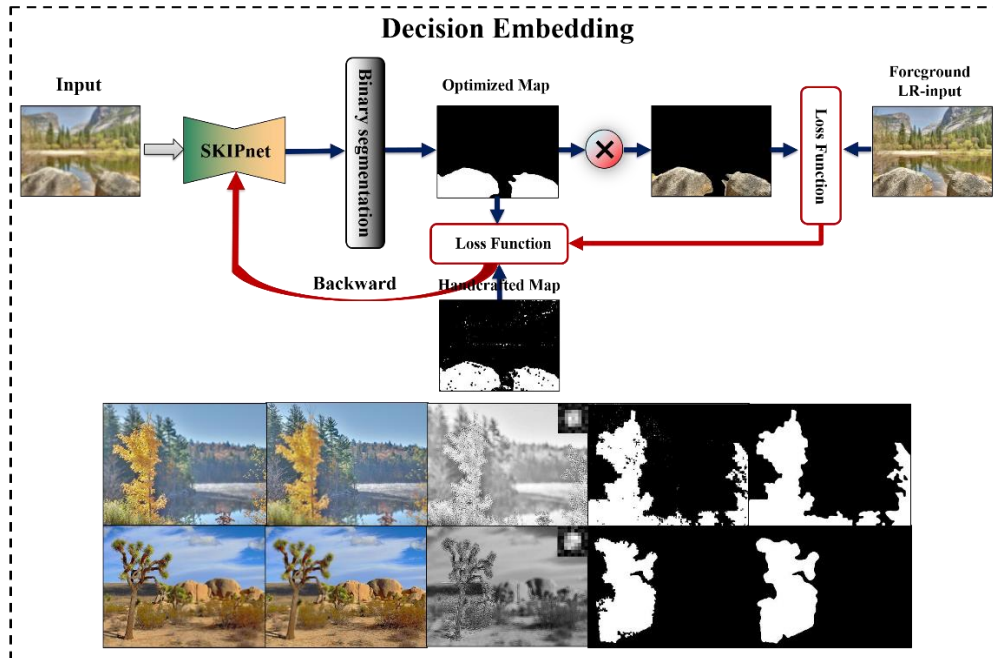 Decision Embedding
Input
SKIPnet
Binary segmentation
Optimized Map
Loss Function
Foreground
LR-input
Loss Function
Backward
Handcrafted Map